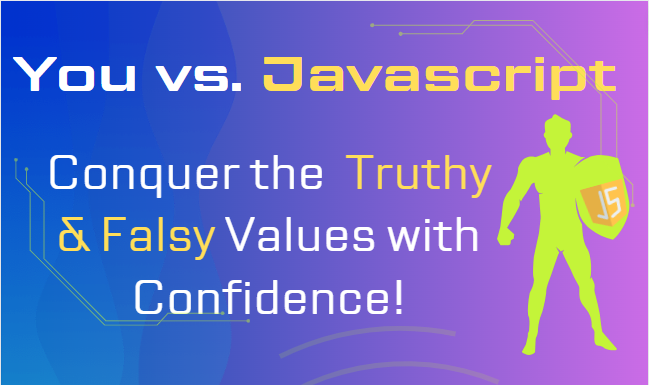 You vs. Javascript
Conquer the Truthy
& Falsy Values with
Confidence!
JS